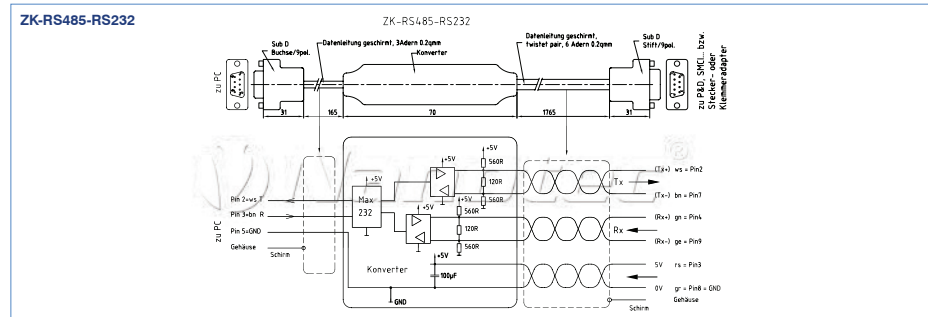 ZK-RS485-RS232
ZK-RS485-RS232
Sub D
Buchse/9pol.
Datenleitung geschirmt, 3Adern 0.2qmm
Konverter
Datenleitung geschirmt,
twistet pair, 6 Adern 0.2qmm
Sub D
Stift/9pol.
zu PC
zu P&D, SMCI... bzw.
Stecker- oder
Klemmeradapter
31
165
70
1765
31
+5V
560R
120R
560R
+5V
Max
232
+5V
+5V
560R
120R
560R
+5V
100µF
GND
Konverter
zu PC
Pin 2=ws T
Pin 3=bn R
Pin 5=GND
Gehäuse
Schirm
(Tx+) ws = Pin2
Tx
(Tx-) bn = Pin7
(Rx+) gn = Pin4
Rx
(Rx-) ge = Pin9
5V rs = Pin3
0V gr = Pin8 = GND
Gehäuse
Schirm
Nanotec
®